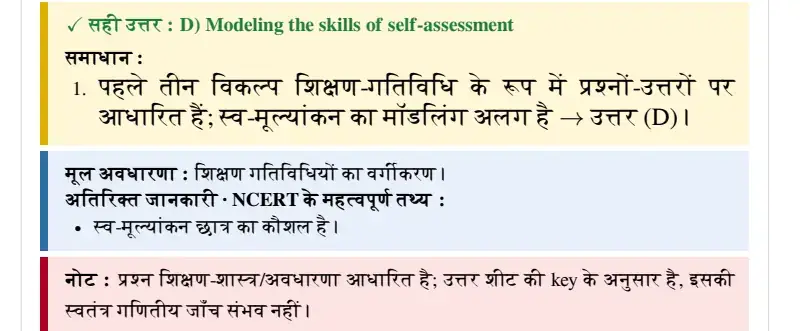 ✓ सही उत्तर : D) Modeling the skills of self-assessment
समाधान :
1. पहले तीन विकल्प शिक्षण-गतिविधि के रूप में प्रश्नों-उत्तरों पर
आधारित हैं; स्व-मूल्यांकन का मॉडलिंग अलग है → उत्तर (D)।
मूल अवधारणा : शिक्षण गतिविधियों का वर्गीकरण।
अतिरिक्त जानकारी · NCERT के महत्वपूर्ण तथ्य :
• स्व-मूल्यांकन छात्र का कौशल है।
नोट : प्रश्न शिक्षण-शास्त्र/अवधारणा आधारित है; उत्तर शीट की key के अनुसार है, इसकी
स्वतंत्र गणितीय जाँच संभव नहीं।